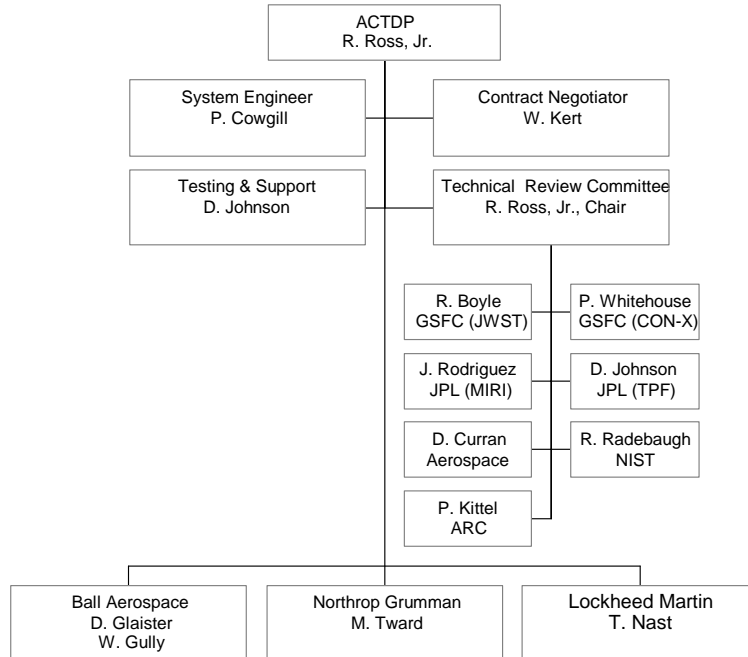 ACTDP
R. Ross, Jr.
System Engineer
P. Cowgill
Contract Negotiator
W. Kert
Testing & Support
D. Johnson
Technical Review Committee
R. Ross, Jr., Chair
R. Boyle
GSFC (JWST)
P. Whitehouse
GSFC (CON-X)
J. Rodriguez
JPL (MIRI)
D. Johnson
JPL (TPF)
D. Curran
Aerospace
R. Radebaugh
NIST
P. Kittel
ARC
Ball Aerospace
D. Glaister
W. Gully
Northrop Grumman
M. Tward
Lockheed Martin
T. Nast